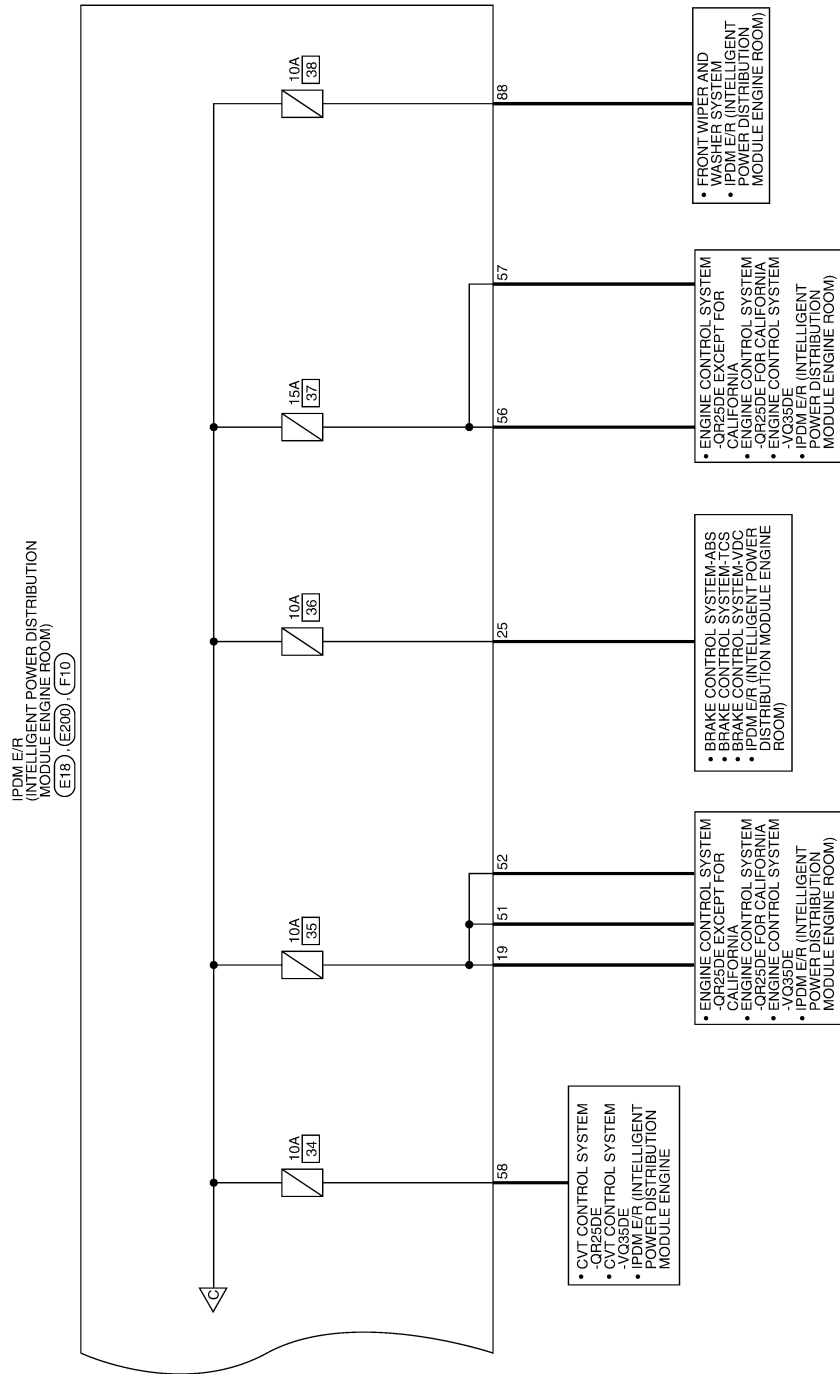 IPDM E/R
(INTELLIGENT POWER DISTRIBUTION
MODULE ENGINE ROOM)
E18 , E200 , F10
C
10A
34
10A
35
10A
36
15A
37
10A
38
58
19
51
52
25
56
57
88
• CVT CONTROL SYSTEM
-QR25DE
• CVT CONTROL SYSTEM
-VQ35DE
• IPDM E/R (INTELLIGENT
POWER DISTRIBUTION
MODULE ENGINE
• ENGINE CONTROL SYSTEM
-QR25DE EXCEPT FOR
CALIFORNIA
• ENGINE CONTROL SYSTEM
-QR25DE FOR CALIFORNIA
• ENGINE CONTROL SYSTEM
-VQ35DE
• IPDM E/R (INTELLIGENT
POWER DISTRIBUTION
MODULE ENGINE ROOM)
• BRAKE CONTROL SYSTEM-ABS
• BRAKE CONTROL SYSTEM-TCS
• BRAKE CONTROL SYSTEM-VDC
• IPDM E/R (INTELLIGENT POWER
DISTRIBUTION MODULE ENGINE
ROOM)
• ENGINE CONTROL SYSTEM
-QR25DE EXCEPT FOR
CALIFORNIA
• ENGINE CONTROL SYSTEM
-QR25DE FOR CALIFORNIA
• ENGINE CONTROL SYSTEM
-VQ35DE
• IPDM E/R (INTELLIGENT
POWER DISTRIBUTION
MODULE ENGINE ROOM)
• FRONT WIPER AND
WASHER SYSTEM
• IPDM E/R (INTELLIGENT
POWER DISTRIBUTION
MODULE ENGINE ROOM)